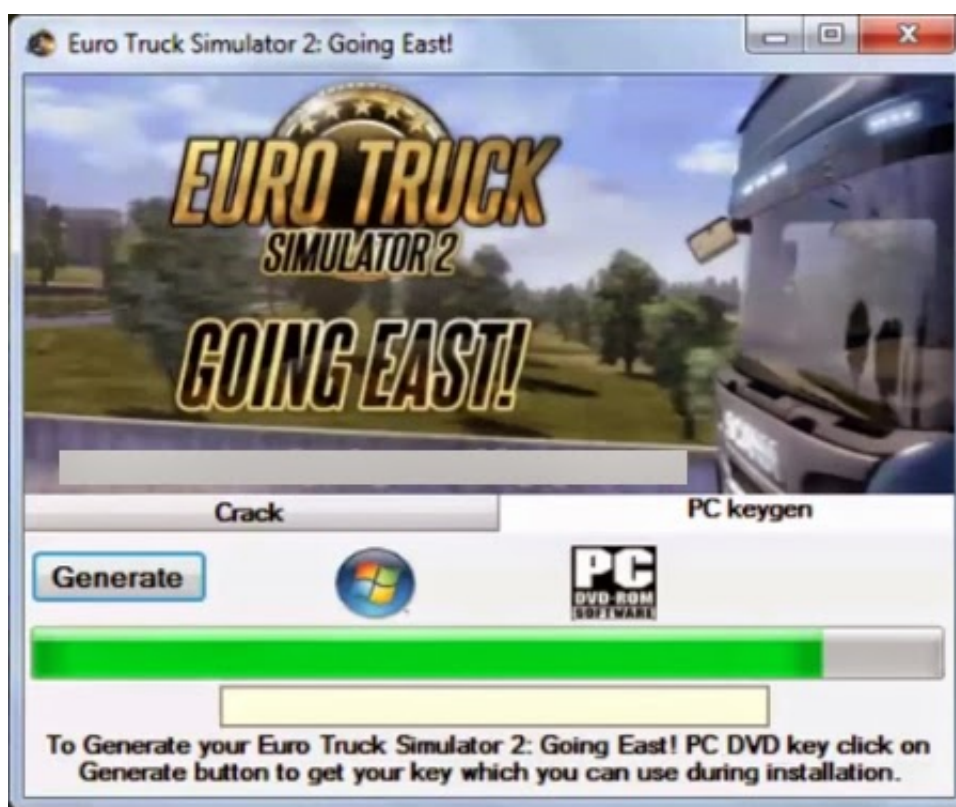 Euro Truck Simulator 2: Going East!
EURO TRUCK
SIMULATOR 2
GOING EAST!
SCANIA
Crack
PC keygen
Generate
PC
DVD-ROM
SOFTWARE
To Generate your Euro Truck Simulator 2: Going East! PC DVD key click on
Generate button to get your key which you can use during installation.